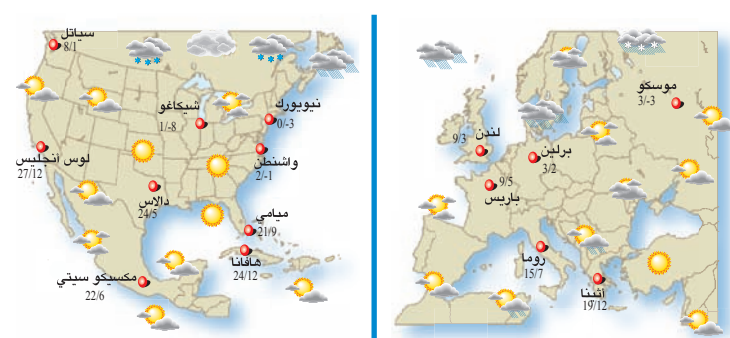 سياتل
8/1
شيكاغو
1/-8
نيويورك
0/-3
لوس أنجليس
27/12
واشنطن
2/-1
دالاس
24/5
ميامي
21/9
هافانا
24/12
مكسيكو سيتي
22/6
موسكو
3/-3
لندن
9/3
برلين
3/2
9/5
باريس
روما
15/7
أثينا
19/12